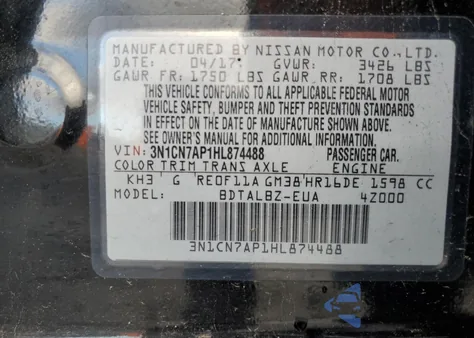 MANUFACTURED BY NISSAN MOTOR CO., LTD.
DATE: 04/17 GVWR: 3426 LBS
GAWR FR: 1750 LBS GAWR RR: 1708 LBS
THIS VEHICLE CONFORMS TO ALL APPLICABLE FEDERAL MOTOR
VEHICLE SAFETY, BUMPER AND THEFT PREVENTION STANDARDS
IN EFFECT ON THE DATE OF MANUFACTURE SHOWN ABOVE.
SEE OWNER'S MANUAL FOR ADDITIONAL INFORMATION.
VIN: 3N1CN7AP1HL874488 PASSENGER CAR.
COLOR TRIM TRANS AXLE ENGINE
KH3 G RE0F11A GM38 HR16DE 1598 CC
MODEL: BDTALBZ-EUA 4Z000
3N1CN7AP1HL874488